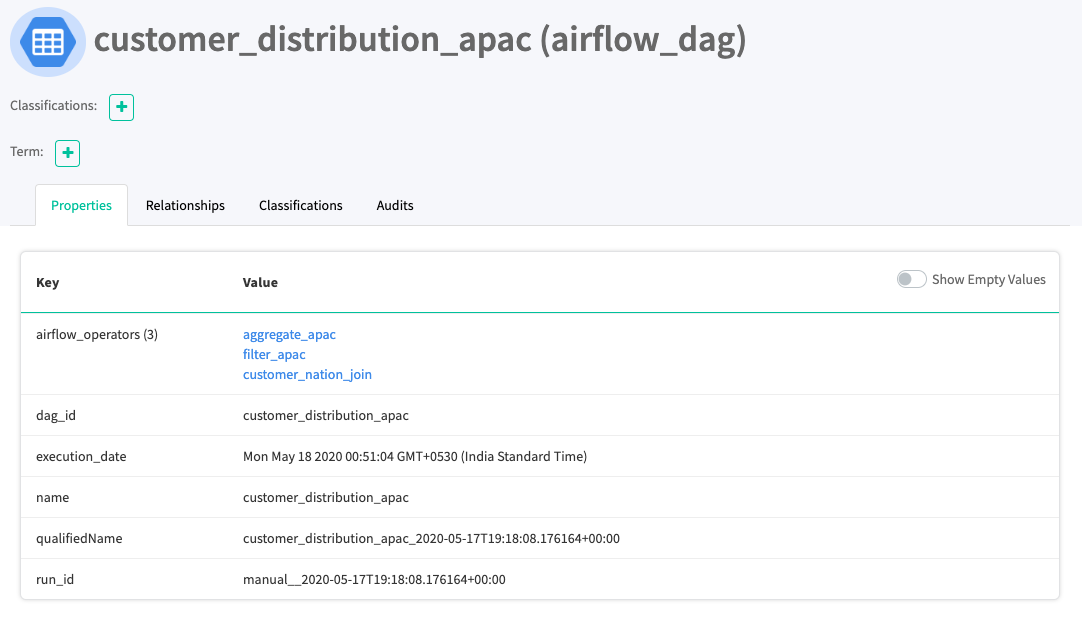 customer_distribution_apac (airflow_dag)
Classifications:
Term:
Properties Relationships Classifications Audits
Key Value Show Empty Values
airflow_operators (3) aggregate_apac
filter_apac
customer_nation_join
dag_id customer_distribution_apac
execution_date Mon May 18 2020 00:51:04 GMT+0530 (India Standard Time)
name customer_distribution_apac
qualifiedName customer_distribution_apac_2020-05-17T19:18:08.176164+00:00
run_id manual__2020-05-17T19:18:08.176164+00:00